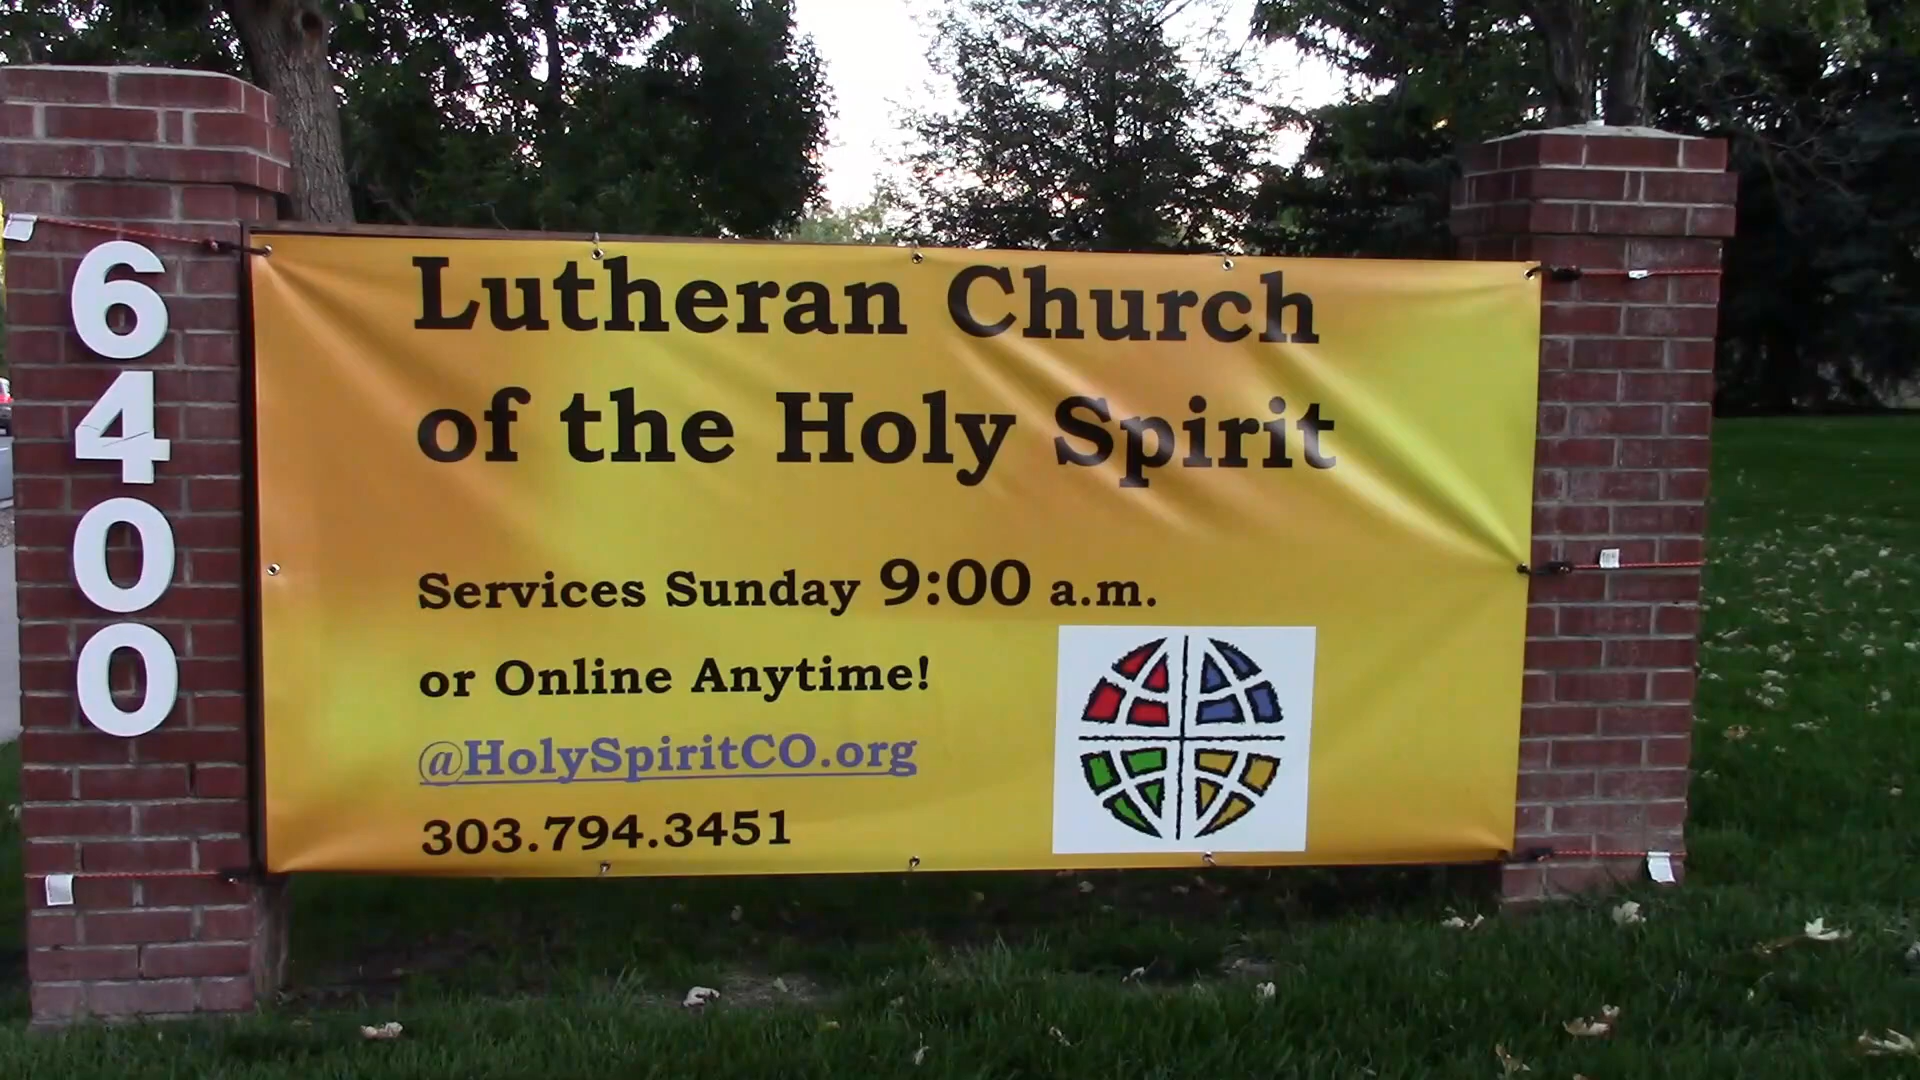 6400
Lutheran Church
of the Holy Spirit
Services Sunday 9:00 a.m.
or Online Anytime!
@HolySpiritCO.org
303.794.3451